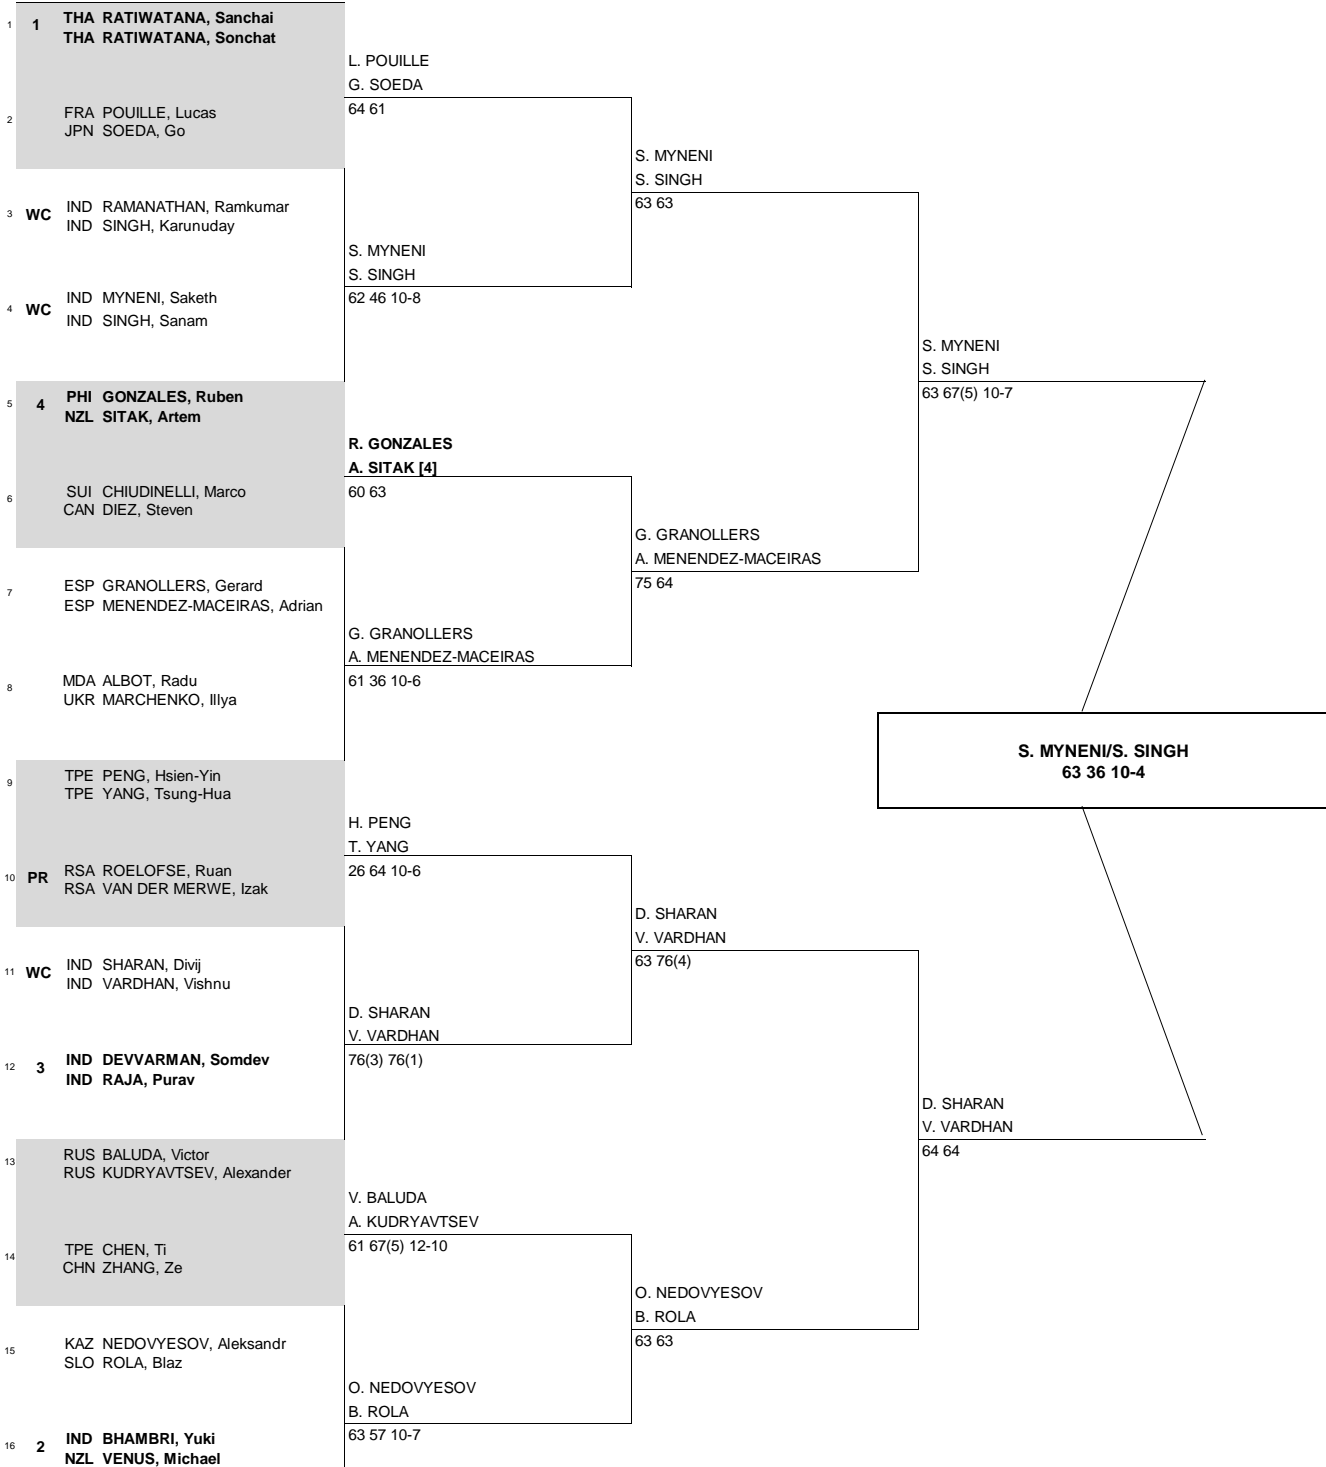 1 1 THA RATIWATANA, Sanchai
THA RATIWATANA, Sonchat
2 FRA POUILLE, Lucas
JPN SOEDA, Go
3 WC IND RAMANATHAN, Ramkumar
IND SINGH, Karunuday
4 WC IND MYNENI, Saketh
IND SINGH, Sanam
5 4 PHI GONZALES, Ruben
NZL SITAK, Artem
6 SUI CHIUDINELLI, Marco
CAN DIEZ, Steven
7 ESP GRANOLLERS, Gerard
ESP MENENDEZ-MACEIRAS, Adrian
8 MDA ALBOT, Radu
UKR MARCHENKO, Illya
9 TPE PENG, Hsien-Yin
TPE YANG, Tsung-Hua
10 PR RSA ROELOFSE, Ruan
RSA VAN DER MERWE, Izak
11 WC IND SHARAN, Divij
IND VARDHAN, Vishnu
12 3 IND DEVVARMAN, Somdev
IND RAJA, Purav
13 RUS BALUDA, Victor
RUS KUDRYAVTSEV, Alexander
14 TPE CHEN, Ti
CHN ZHANG, Ze
15 KAZ NEDOVYESOV, Aleksandr
SLO ROLA, Blaz
16 2 IND BHAMBRI, Yuki
NZL VENUS, Michael
L. POUILLE
G. SOEDA
64 61
S. MYNENI
S. SINGH
62 46 10-8
R. GONZALES
A. SITAK [4]
60 63
G. GRANOLLERS
A. MENENDEZ-MACEIRAS
61 36 10-6
H. PENG
T. YANG
26 64 10-6
D. SHARAN
V. VARDHAN
76(3) 76(1)
V. BALUDA
A. KUDRYAVTSEV
61 67(5) 12-10
O. NEDOVYESOV
B. ROLA
63 57 10-7
S. MYNENI
S. SINGH
63 63
G. GRANOLLERS
A. MENENDEZ-MACEIRAS
75 64
D. SHARAN
V. VARDHAN
63 76(4)
O. NEDOVYESOV
B. ROLA
63 63
S. MYNENI
S. SINGH
63 67(5) 10-7
D. SHARAN
V. VARDHAN
64 64
S. MYNENI/S. SINGH
63 36 10-4